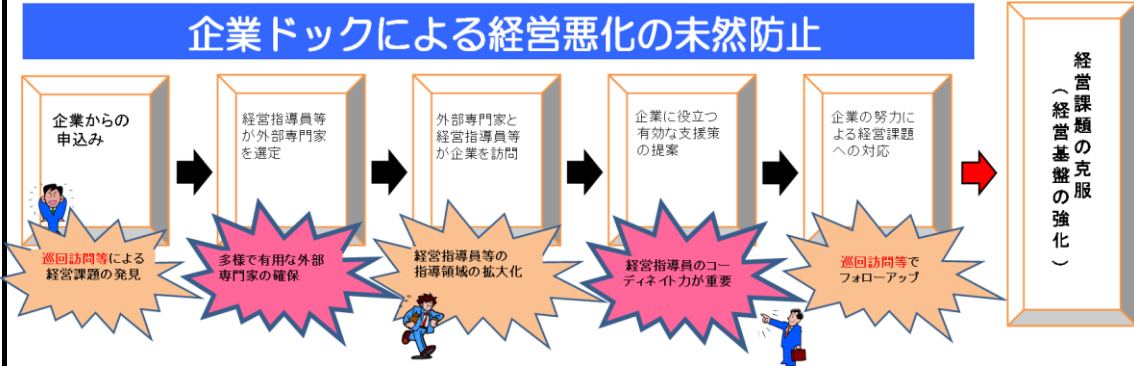 企業ドックによる経営悪化の未然防止
企業からの
申込み
巡回訪問等による
経営課題の発見
経営指導員等
が外部専門家
を選定
多様で有用な外部
専門家の確保
外部専門家と
経営指導員等
が企業を訪問
経営指導員等の
指導領域の拡大化
企業に役立つ
有効な支援策
の提案
経営指導員のコー
ディネイト力が重要
企業の努力に
よる経営課題
への対応
巡回訪問等で
フォローアップ
経営課題の克服
（経営基盤の強化）